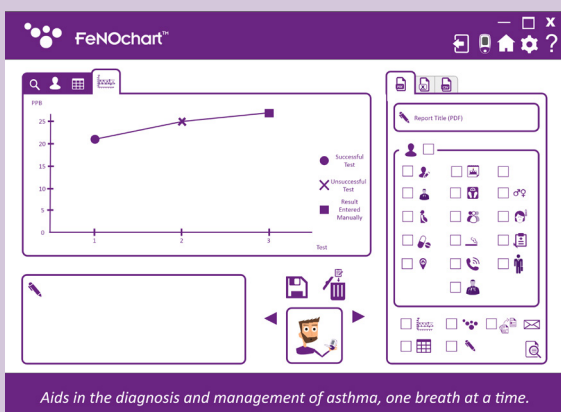 FeNOchart™
PPB
25
20
15
10
5
0
1
2
3
Test
Successful
Test
Unsuccessful
Test
Result
Entered
Manually
Report Title (PDF)
?
Aids in the diagnosis and management of asthma, one breath at a time.